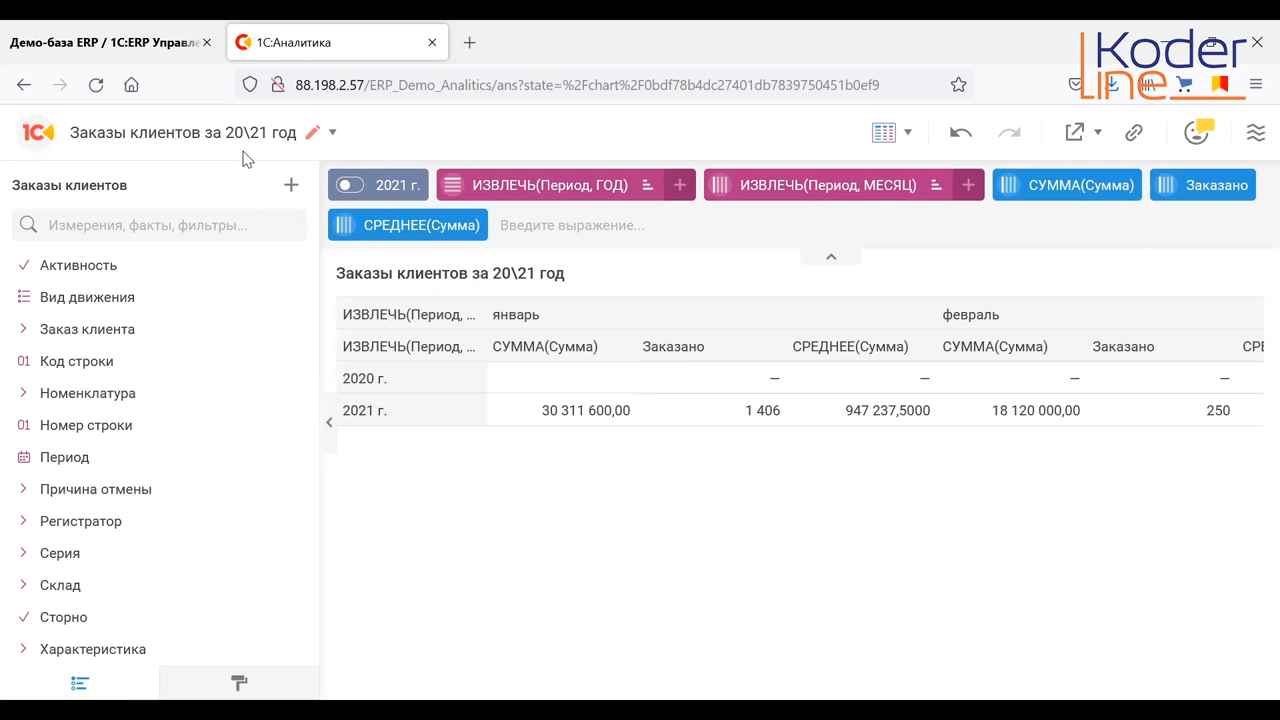 Демо-база ERP / 1С:ERP Управле
1С:Аналитика
Koder
line
88.198.2.57/ERP_Demo_Analitics/ans?state=%2Fchart%2F0bdf78b4dc27401db7839750451b0ef9
1С
Заказы клиентов за 20\21 год
Заказы клиентов
2021 г.
ИЗВЛЕЧЬ(Период, ГОД)
ИЗВЛЕЧЬ(Период, МЕСЯЦ)
СУММА(Сумма)
Заказано
Измерения, факты, фильтры...
СРЕДНЕЕ(Сумма)
Введите выражение...
Активность
Вид движения
Заказ клиента
01 Код строки
Номенклатура
01 Номер строки
Период
Причина отмены
Регистратор
Серия
Склад
Сторно
Характеристика
Заказы клиентов за 20\21 год
ИЗВЛЕЧЬ(Период, ... январь февраль
ИЗВЛЕЧЬ(Период, ... СУММА(Сумма) Заказано СРЕДНЕЕ(Сумма) СУММА(Сумма) Заказано СРЕ
2020 г. — — — —
2021 г. 30 311 600,00 1 406 947 237,5000 18 120 000,00 250